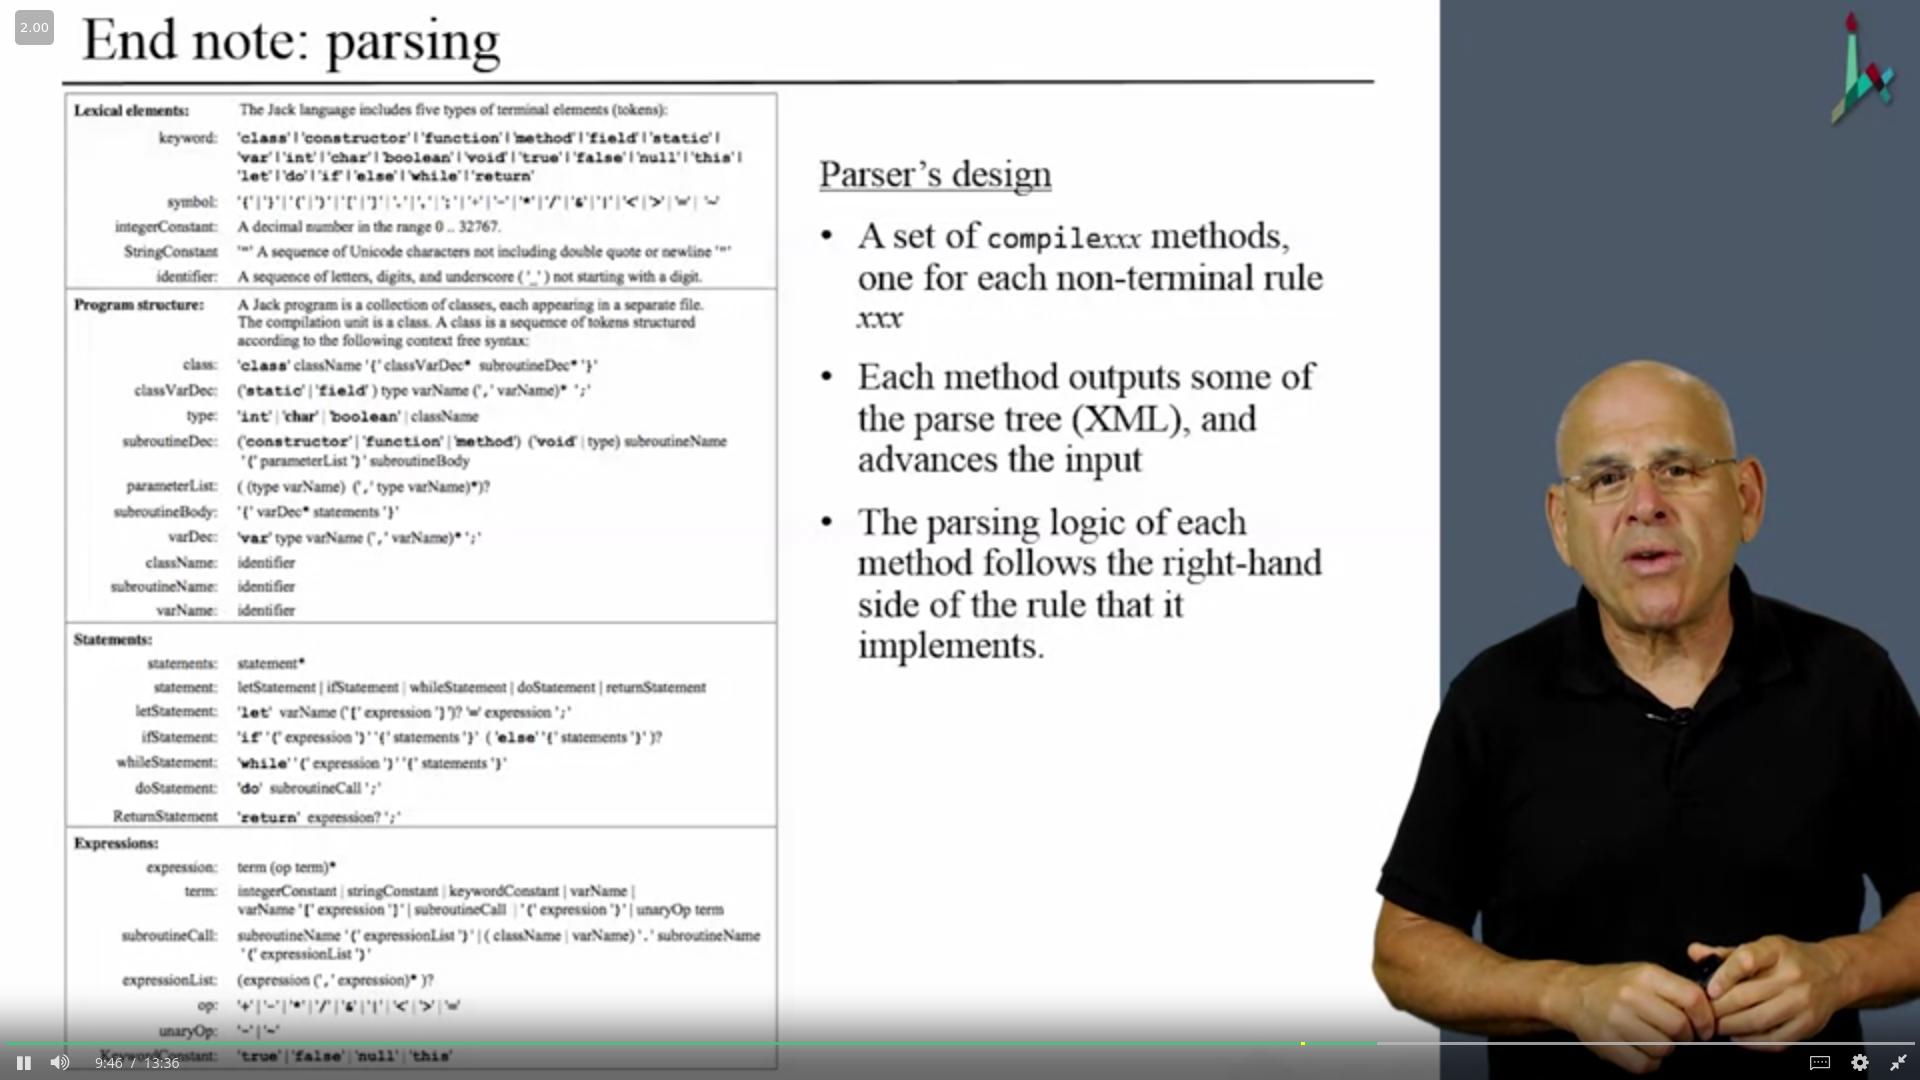 2.00
End note: parsing
Lexical elements: The Jack language includes five types of terminal elements (tokens):
keyword: 'class'|'constructor'|'function'|'method'|'field'|'static'|
'var'|'int'|'char'|'boolean'|'void'|'true'|'false'|'null'|'this'|
'let'|'do'|'if'|'else'|'while'|'return'
symbol: '{'|'}'|'('|')'|'['|']'|'.'|','|';'|'+'|'-'|'*'|'/'|'&'|'|'|'<'|'>'|'='|'~'
integerConstant: A decimal number in the range 0 .. 32767.
StringConstant '"' A sequence of Unicode characters not including double quote or newline '"'
identifier: A sequence of letters, digits, and underscore ('_') not starting with a digit.
Program structure: A Jack program is a collection of classes, each appearing in a separate file.
The compilation unit is a class. A class is a sequence of tokens structured
according to the following context free syntax:
class: 'class' className '{' classVarDec* subroutineDec* '}'
classVarDec: ('static'|'field') type varName (',' varName)* ';'
type: 'int'|'char'|'boolean'|className
subroutineDec: ('constructor'|'function'|'method') ('void'|type) subroutineName
'(' parameterList ')' subroutineBody
parameterList: ((type varName) (',' type varName)*)?
subroutineBody: '{' varDec* statements '}'
varDec: 'var' type varName (',' varName)* ';'
className: identifier
subroutineName: identifier
varName: identifier
Statements:
statements: statement*
statement: letStatement | ifStatement | whileStatement | doStatement | returnStatement
letStatement: 'let' varName ('[' expression ']')? '=' expression ';'
ifStatement: 'if' '(' expression ')' '{' statements '}' ('else' '{' statements '}')?
whileStatement: 'while' '(' expression ')' '{' statements '}'
doStatement: 'do' subroutineCall ';'
ReturnStatement 'return' expression? ';'
Expressions:
expression: term (op term)*
term: integerConstant | stringConstant | keywordConstant | varName |
varName '[' expression ']' | subroutineCall | '(' expression ')' | unaryOp term
subroutineCall: subroutineName '(' expressionList ')' | (className | varName) '.' subroutineName
'(' expressionList ')'
expressionList: (expression (',' expression)* )?
op: '+'|'-'|'*'|'/'|'&'|'|'|'<'|'>'|'='
unaryOp: '-'|'~'
KeywordConstant: 'true'|'false'|'null'|'this'
Parser's design
• A set of compilexxx methods,
one for each non-terminal rule
xxx
• Each method outputs some of
the parse tree (XML), and
advances the input
• The parsing logic of each
method follows the right-hand
side of the rule that it
implements.
9:46 / 13:36